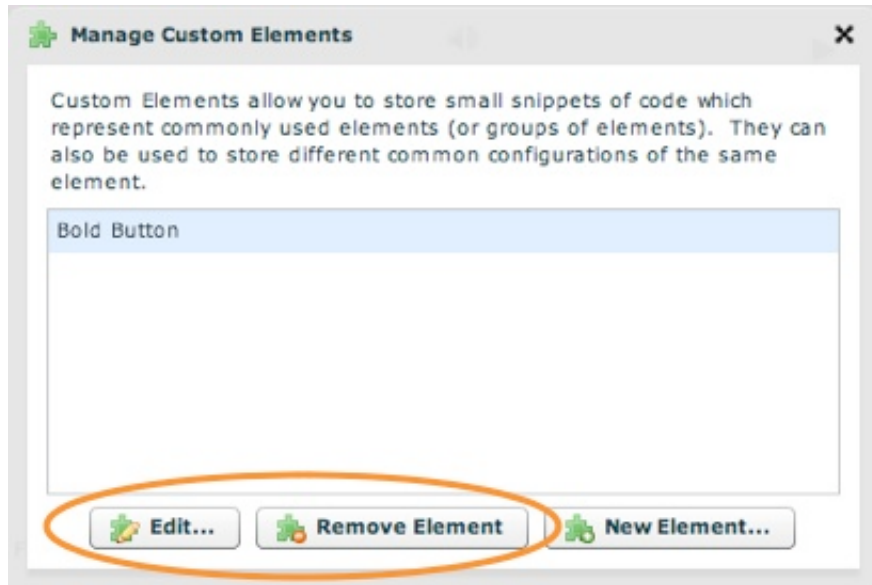 Manage Custom Elements
Custom Elements allow you to store small snippets of code which
represent commonly used elements (or groups of elements).  They can
also be used to store different common configurations of the same
element.
Bold Button
Edit... Remove Element New Element...